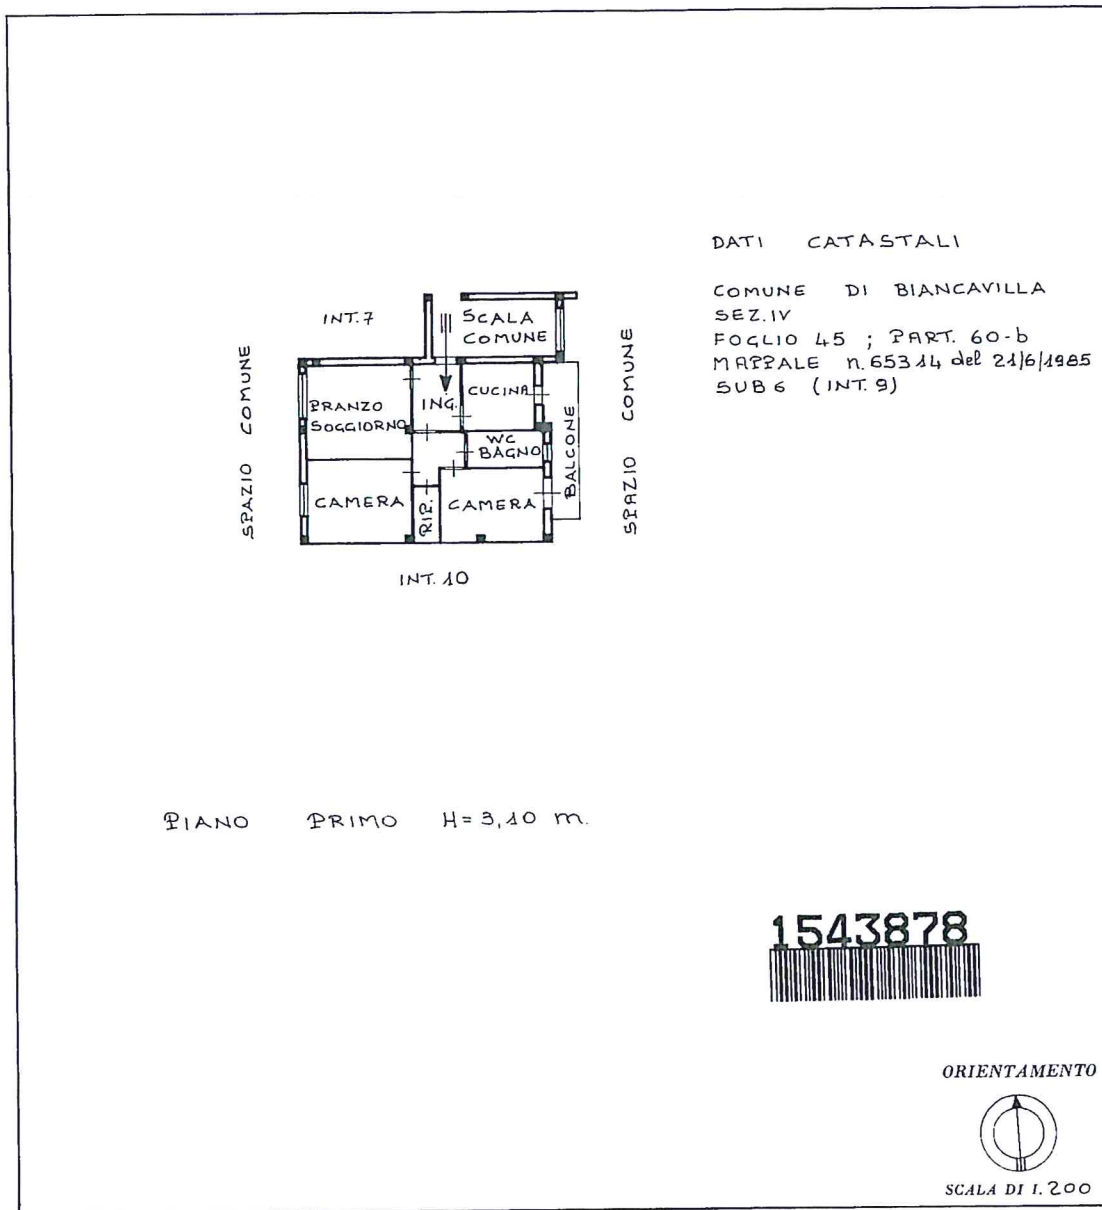 DATI CATASTALI
COMUNE DI BIANCAVILLA
SEZ. IV
FOGLIO 45 ; PART. 60-b
MAPPALE n. 65314 del 21/6/1985
SUB 6 (INT. 9)
INT. 7
SCALA
COMUNE
SPAZIO COMUNE
PRANZO
SOGGIORNO
ING.
CUCINA
WC
BAGNO
BALCONE
SPAZIO COMUNE
CAMERA
RIP.
CAMERA
INT. 10
PIANO PRIMO H = 3,10 m.
1543878
ORIENTAMENTO
SCALA DI 1. 200